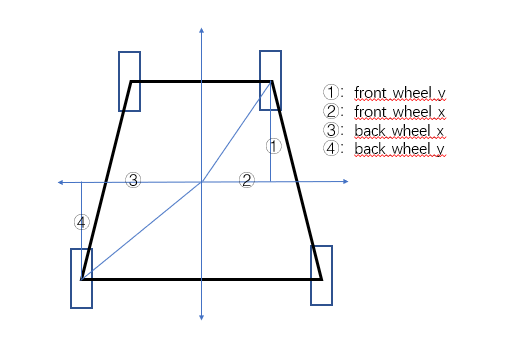 ①: front wheel y
②: front wheel x
③: back wheel x
④: back wheel y
①
③
②
④